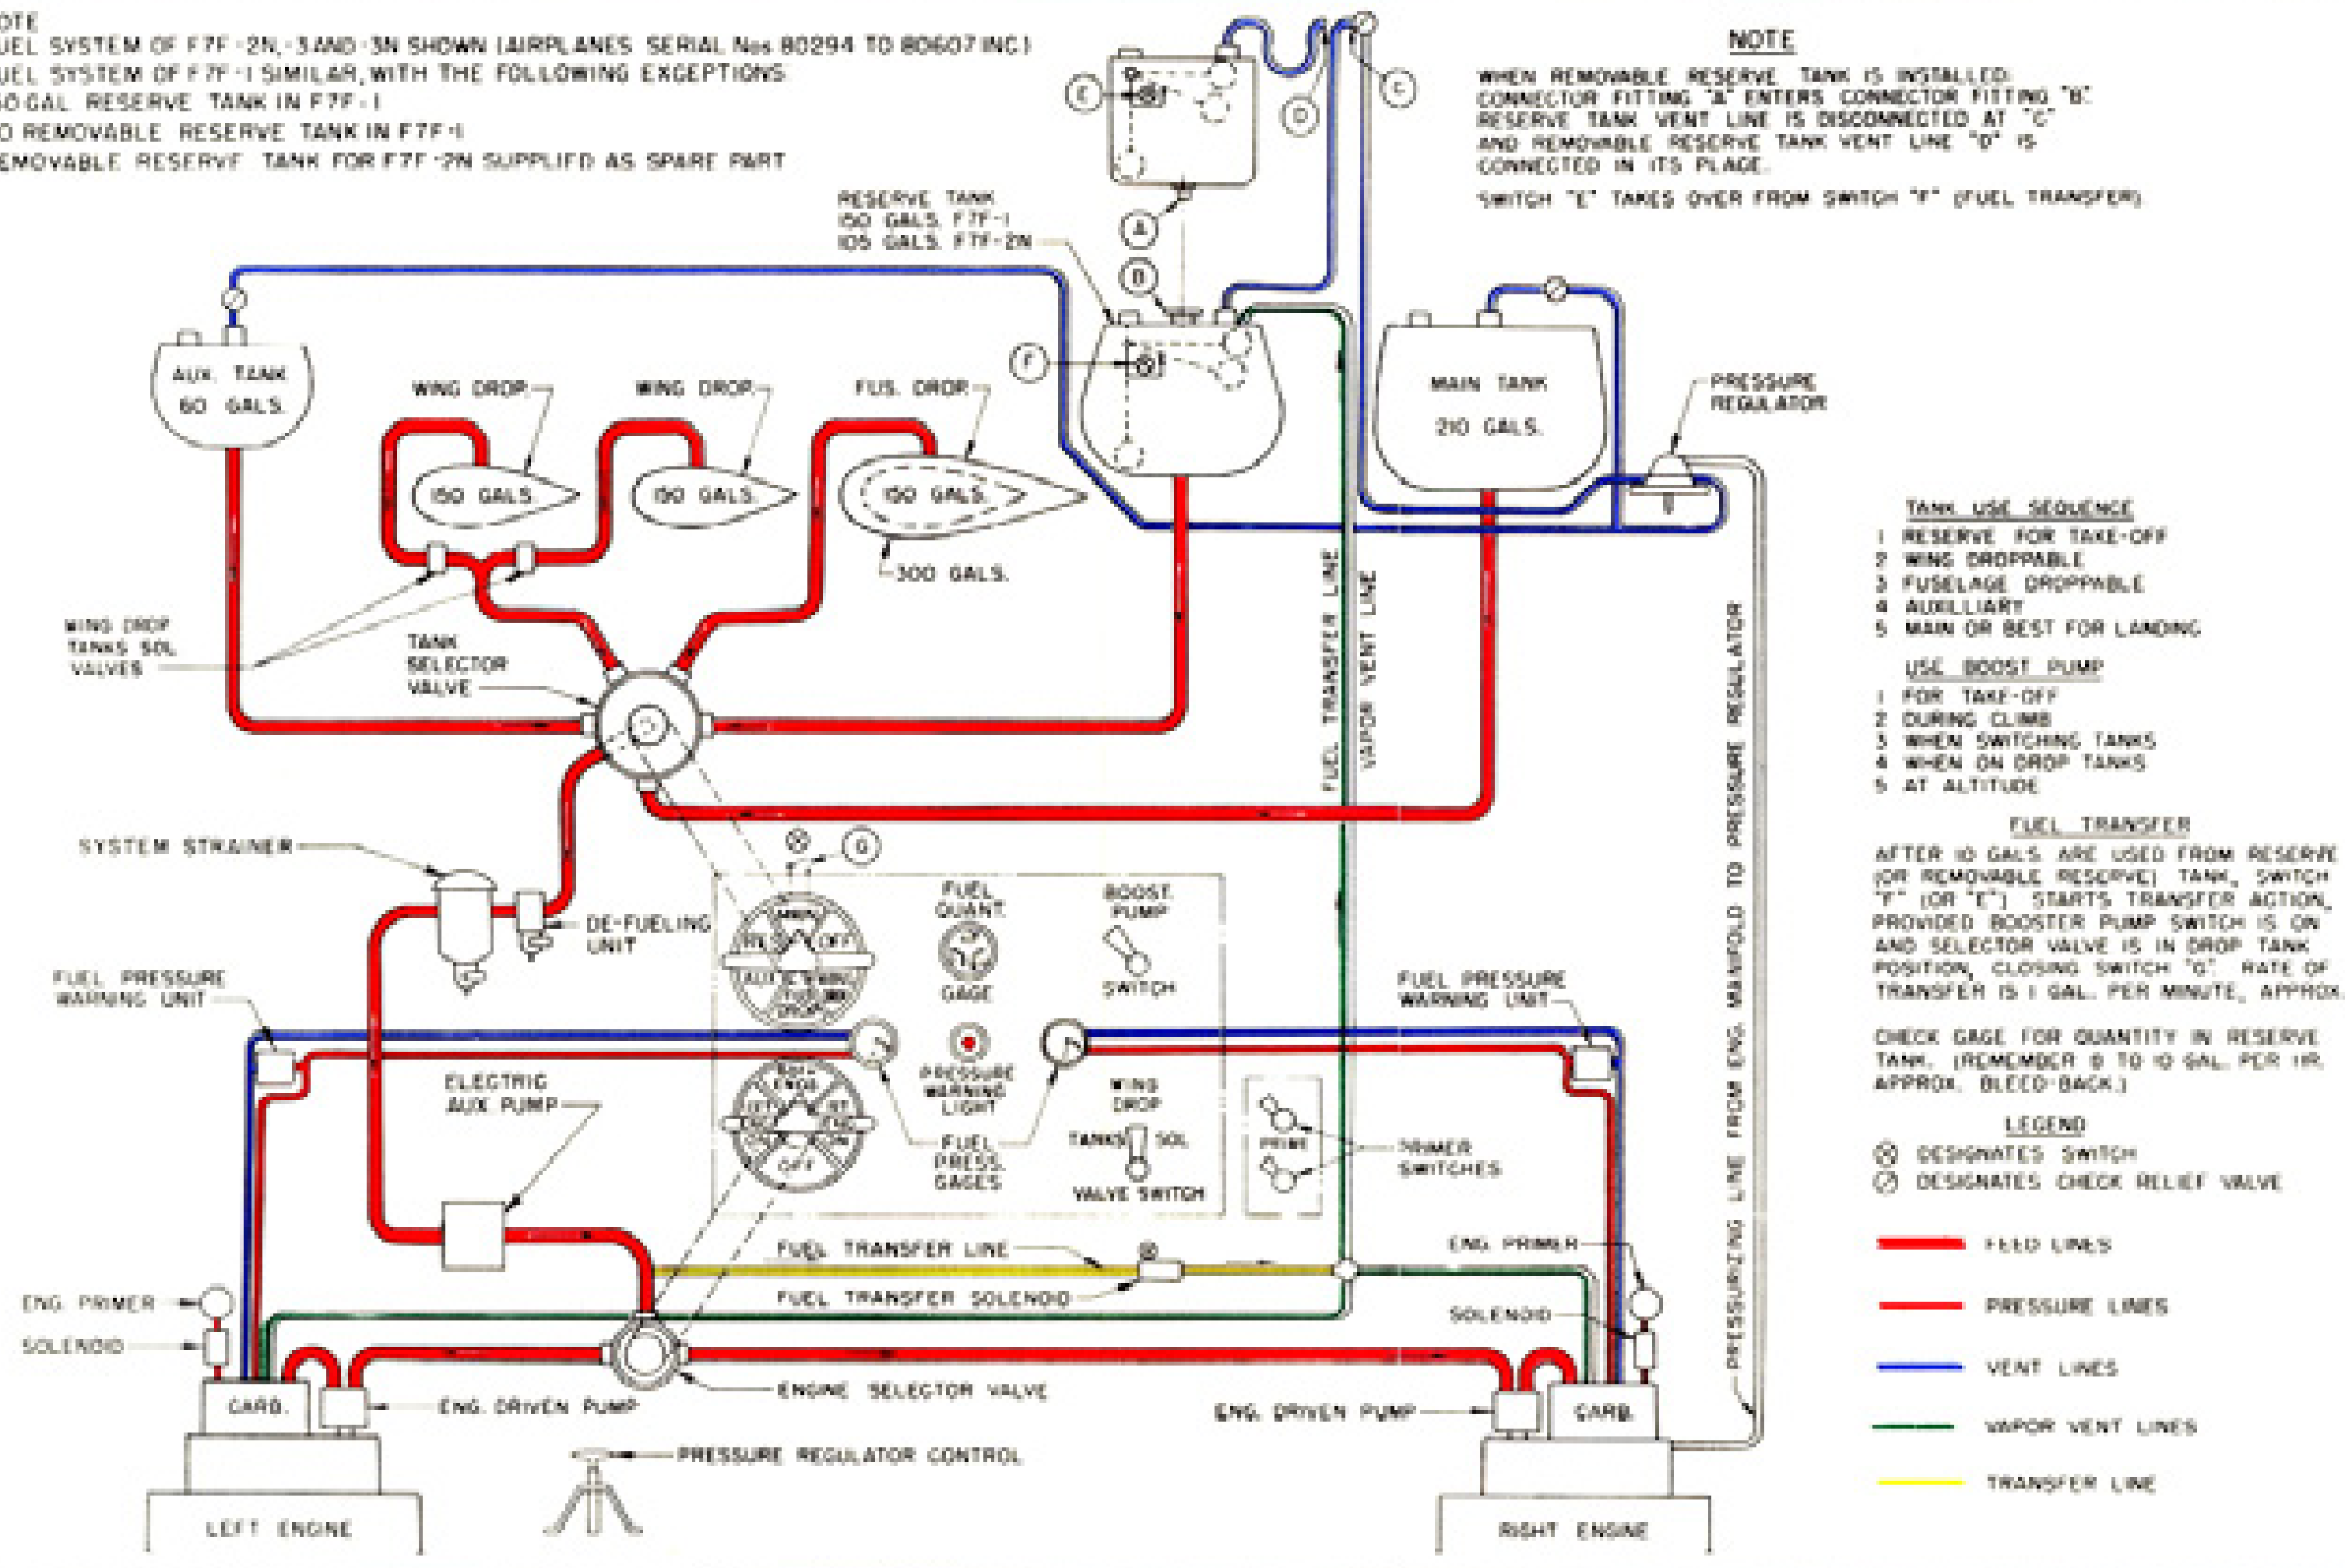 OTE
UEL SYSTEM OF F7F-2N,-3 AND -3N SHOWN (AIRPLANES SERIAL Nos 80294 TO 80607 INC)
UEL SYSTEM OF F7F-1 SIMILAR, WITH THE FOLLOWING EXCEPTIONS
50 GAL RESERVE TANK IN F7F-1
O REMOVABLE RESERVE TANK IN F7F-1
EMOVABLE RESERVE TANK FOR F7F-2N SUPPLIED AS SPARE PART
NOTE
WHEN REMOVABLE RESERVE TANK IS INSTALLED:
CONNECTOR FITTING "A" ENTERS CONNECTOR FITTING "B".
RESERVE TANK VENT LINE IS DISCONNECTED AT "C"
AND REMOVABLE RESERVE TANK VENT LINE "D" IS
CONNECTED IN ITS PLACE.
SWITCH "E" TAKES OVER FROM SWITCH "F" (FUEL TRANSFER)
E
D
C
A
B
F
RESERVE TANK
150 GALS. F7F-1
105 GALS. F7F-2N
AUX. TANK
60 GALS.
WING DROP
150 GALS.
WING DROP
150 GALS.
FUS. DROP
150 GALS.
300 GALS.
MAIN TANK
210 GALS.
PRESSURE
REGULATOR
WING DROP
TANKS SOL
VALVES
TANK
SELECTOR
VALVE
FUEL TRANSFER LINE
VAPOR VENT LINE
PRESSURIZING LINE FROM ENG. MANIFOLD TO PRESSURE REGULATOR
TANK USE SEQUENCE
1 RESERVE FOR TAKE-OFF
2 WING DROPPABLE
3 FUSELAGE DROPPABLE
4 AUXILLIARY
5 MAIN OR BEST FOR LANDING
USE BOOST PUMP
1 FOR TAKE-OFF
2 DURING CLIMB
3 WHEN SWITCHING TANKS
4 WHEN ON DROP TANKS
5 AT ALTITUDE
FUEL TRANSFER
AFTER 10 GALS. ARE USED FROM RESERVE
(OR REMOVABLE RESERVE) TANK, SWITCH
"F" (OR "E") STARTS TRANSFER ACTION,
PROVIDED BOOSTER PUMP SWITCH IS ON
AND SELECTOR VALVE IS IN DROP TANK
POSITION, CLOSING SWITCH "G". RATE OF
TRANSFER IS 1 GAL. PER MINUTE, APPROX.
CHECK GAGE FOR QUANTITY IN RESERVE
TANK. (REMEMBER 8 TO 10 GAL. PER HR.
APPROX. BLEED-BACK.)
LEGEND
DESIGNATES SWITCH
DESIGNATES CHECK RELIEF VALVE
FEED LINES
PRESSURE LINES
VENT LINES
VAPOR VENT LINES
TRANSFER LINE
SYSTEM STRAINER
DE-FUELING
UNIT
G
MAIN
OFF
AUX
WING
FUS
DROP
FUEL
QUANT.
GAGE
BOOST
PUMP
SWITCH
FUEL PRESSURE
WARNING UNIT
FUEL PRESSURE
WARNING UNIT
PRESSURE
WARNING
LIGHT
ELECTRIC
AUX. PUMP
BOTH
ENGS
OFF
FUEL
PRESS.
GAGES
WING
DROP
TANKS SOL
VALVE SWITCH
PRIME
PRIMER
SWITCHES
FUEL TRANSFER LINE
FUEL TRANSFER SOLENOID
ENG. PRIMER
SOLENOID
ENG. PRIMER
SOLENOID
CARB.
ENG. DRIVEN PUMP
ENGINE SELECTOR VALVE
ENG. DRIVEN PUMP
CARB.
PRESSURE REGULATOR CONTROL
LEFT ENGINE
RIGHT ENGINE